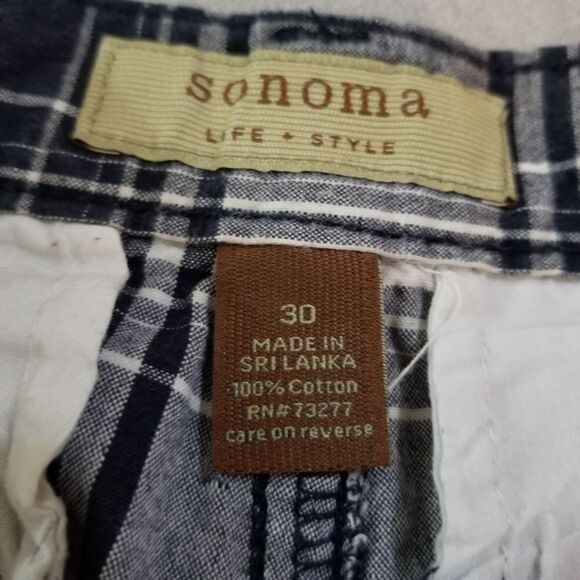 sonoma
LIFE + STYLE
30
MADE IN
SRI LANKA
100% Cotton
RN#73277
care on reverse